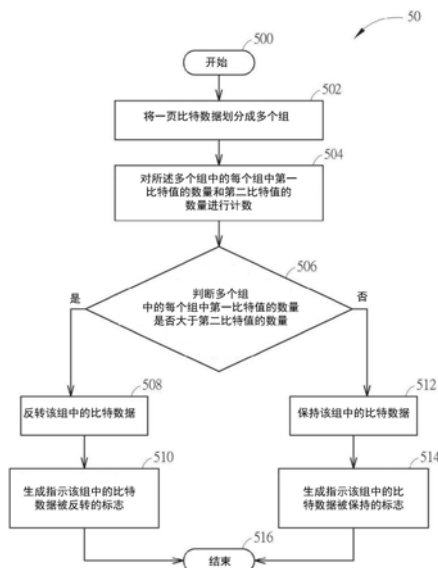 50
500
开始
502
将一页比特数据划分成多个组
504
对所述多个组中的每个组中第一
比特值的数量和第二比特值的
数量进行计数
506
判断多个组
中的每个组中第一比特值的数量
是否大于第二比特值的数量
是
否
508
反转该组中的比特数据
512
保持该组中的比特数据
510
生成指示该组中的比特
数据被反转的标志
514
生成指示该组中的比
特数据被保持的标志
516
结束